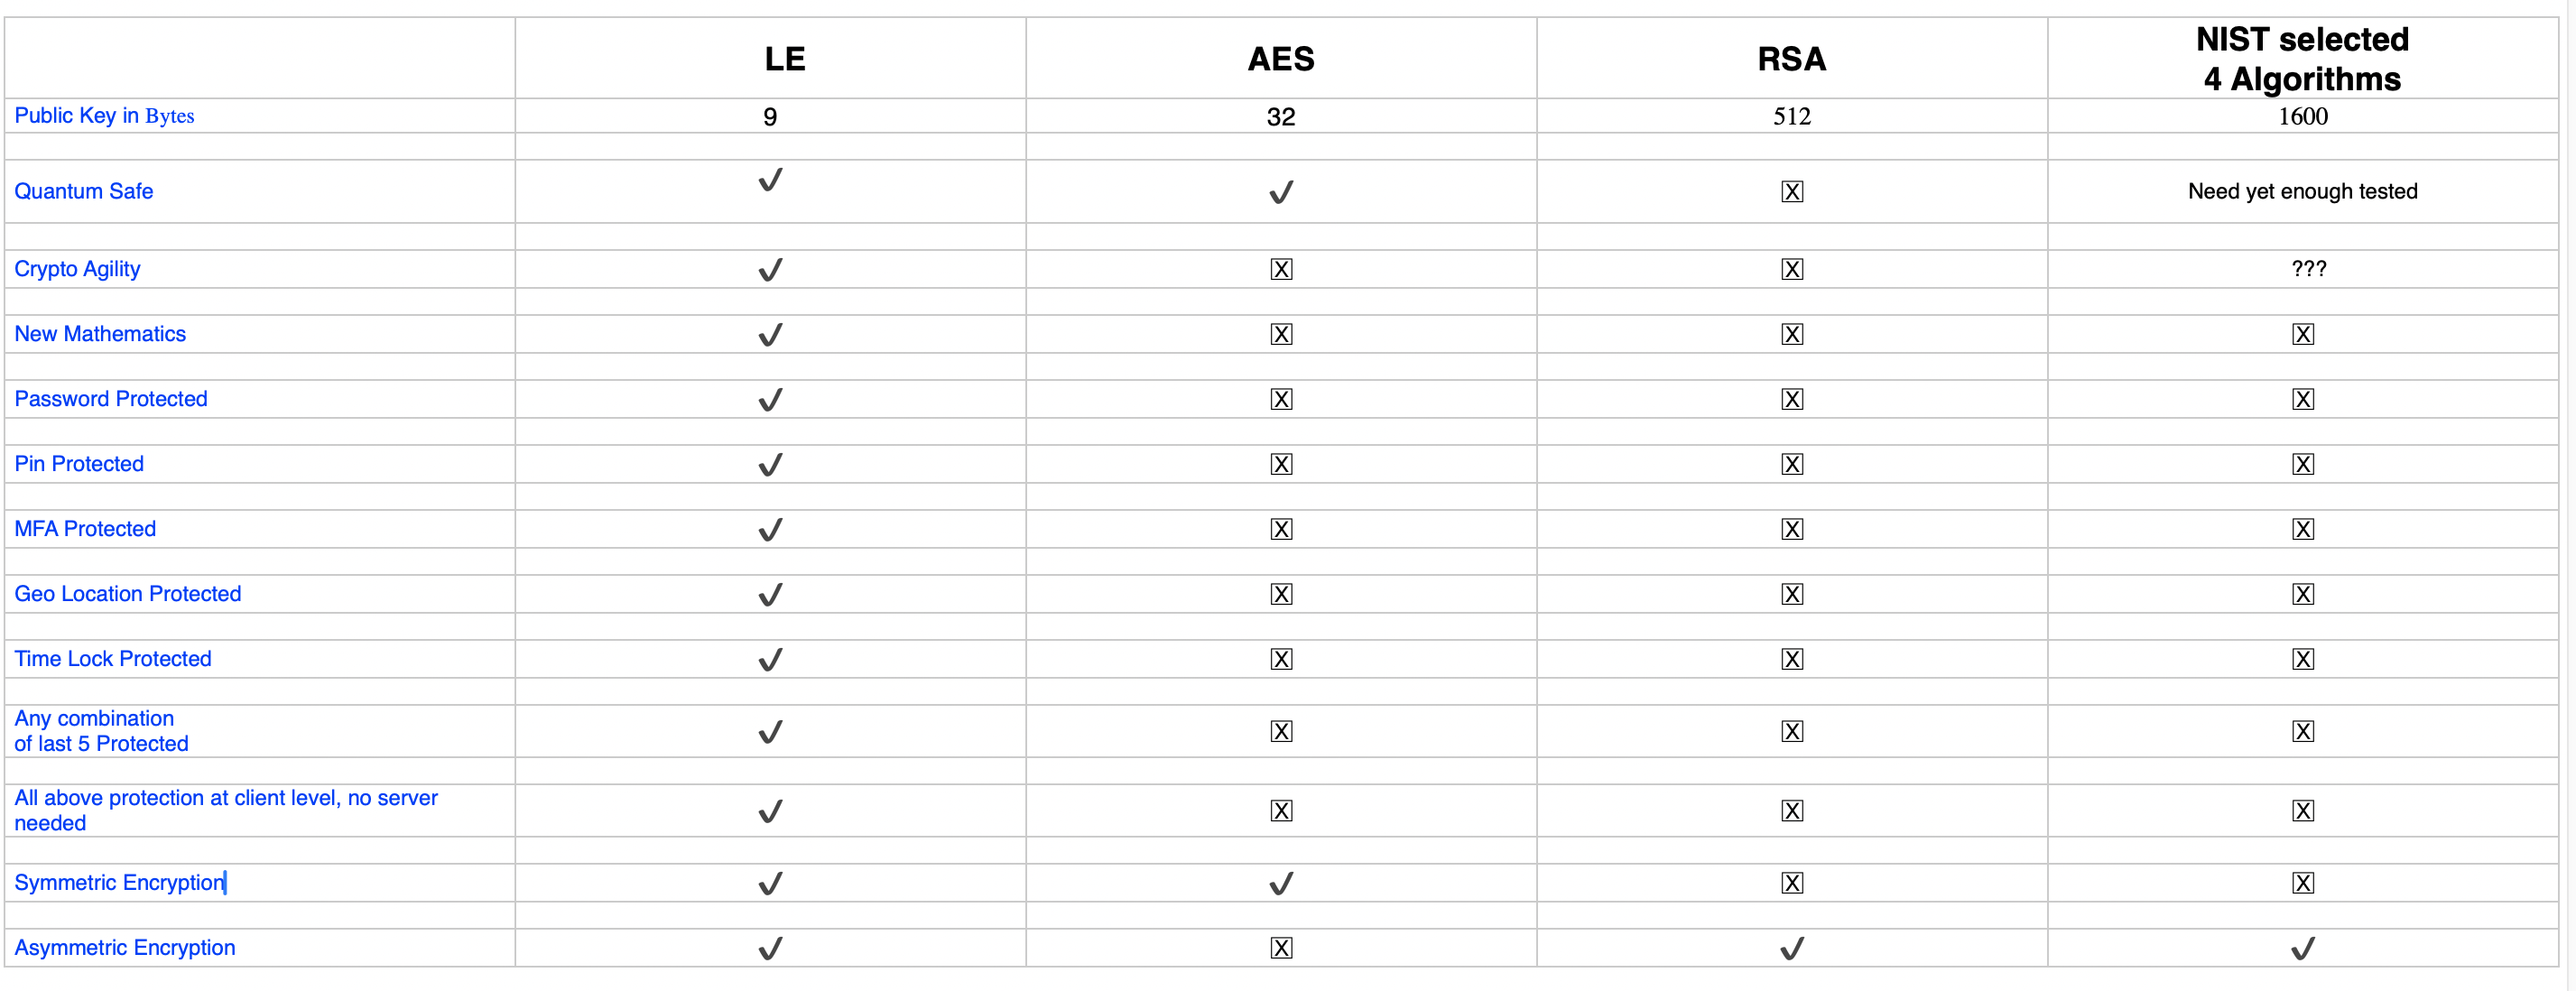 LE AES RSA NIST selected
4 Algorithms
Public Key in Bytes 9 32 512 1600
Quantum Safe ✓ ✓ ☒ Need yet enough tested
Crypto Agility ✓ ☒ ☒ ???
New Mathematics ✓ ☒ ☒ ☒
Password Protected ✓ ☒ ☒ ☒
Pin Protected ✓ ☒ ☒ ☒
MFA Protected ✓ ☒ ☒ ☒
Geo Location Protected ✓ ☒ ☒ ☒
Time Lock Protected ✓ ☒ ☒ ☒
Any combination
of last 5 Protected ✓ ☒ ☒ ☒
All above protection at client level, no server
needed ✓ ☒ ☒ ☒
Symmetric Encryption ✓ ✓ ☒ ☒
Asymmetric Encryption ✓ ☒ ✓ ✓